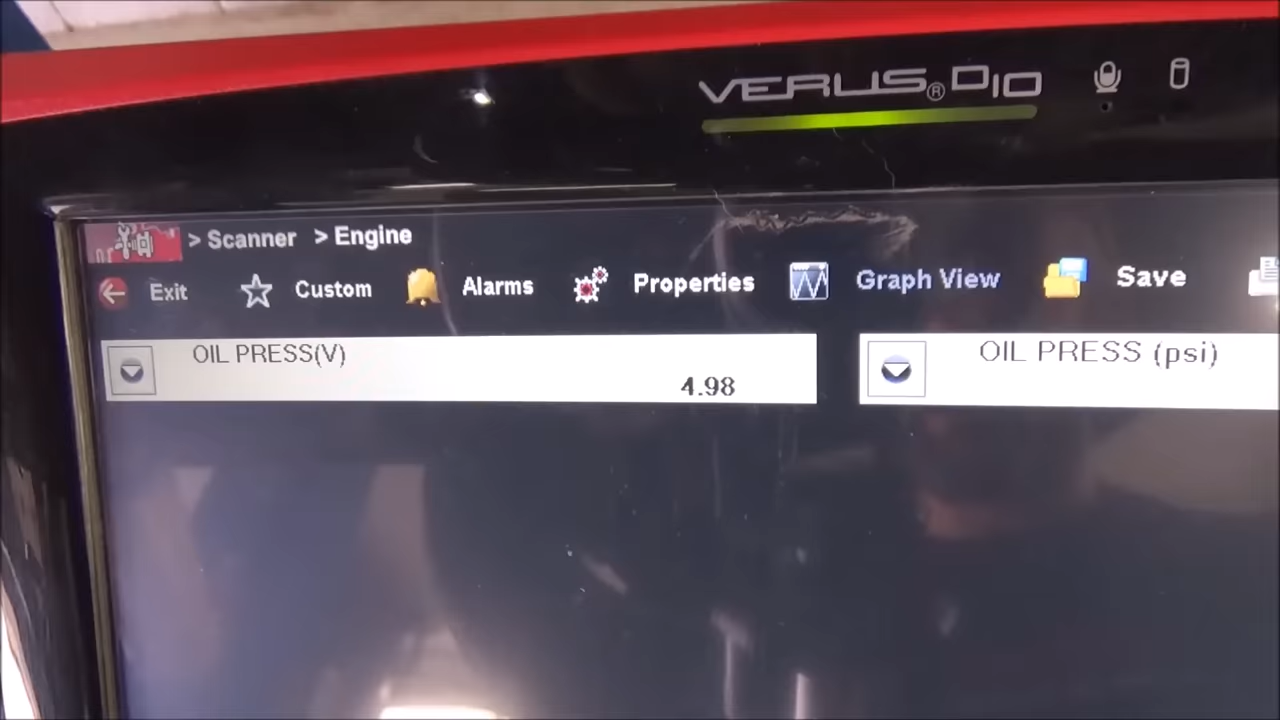 VERUS® D10
> Scanner > Engine
Exit Custom Alarms Properties Graph View Save
OIL PRESS(V)
4.98
OIL PRESS (psi)